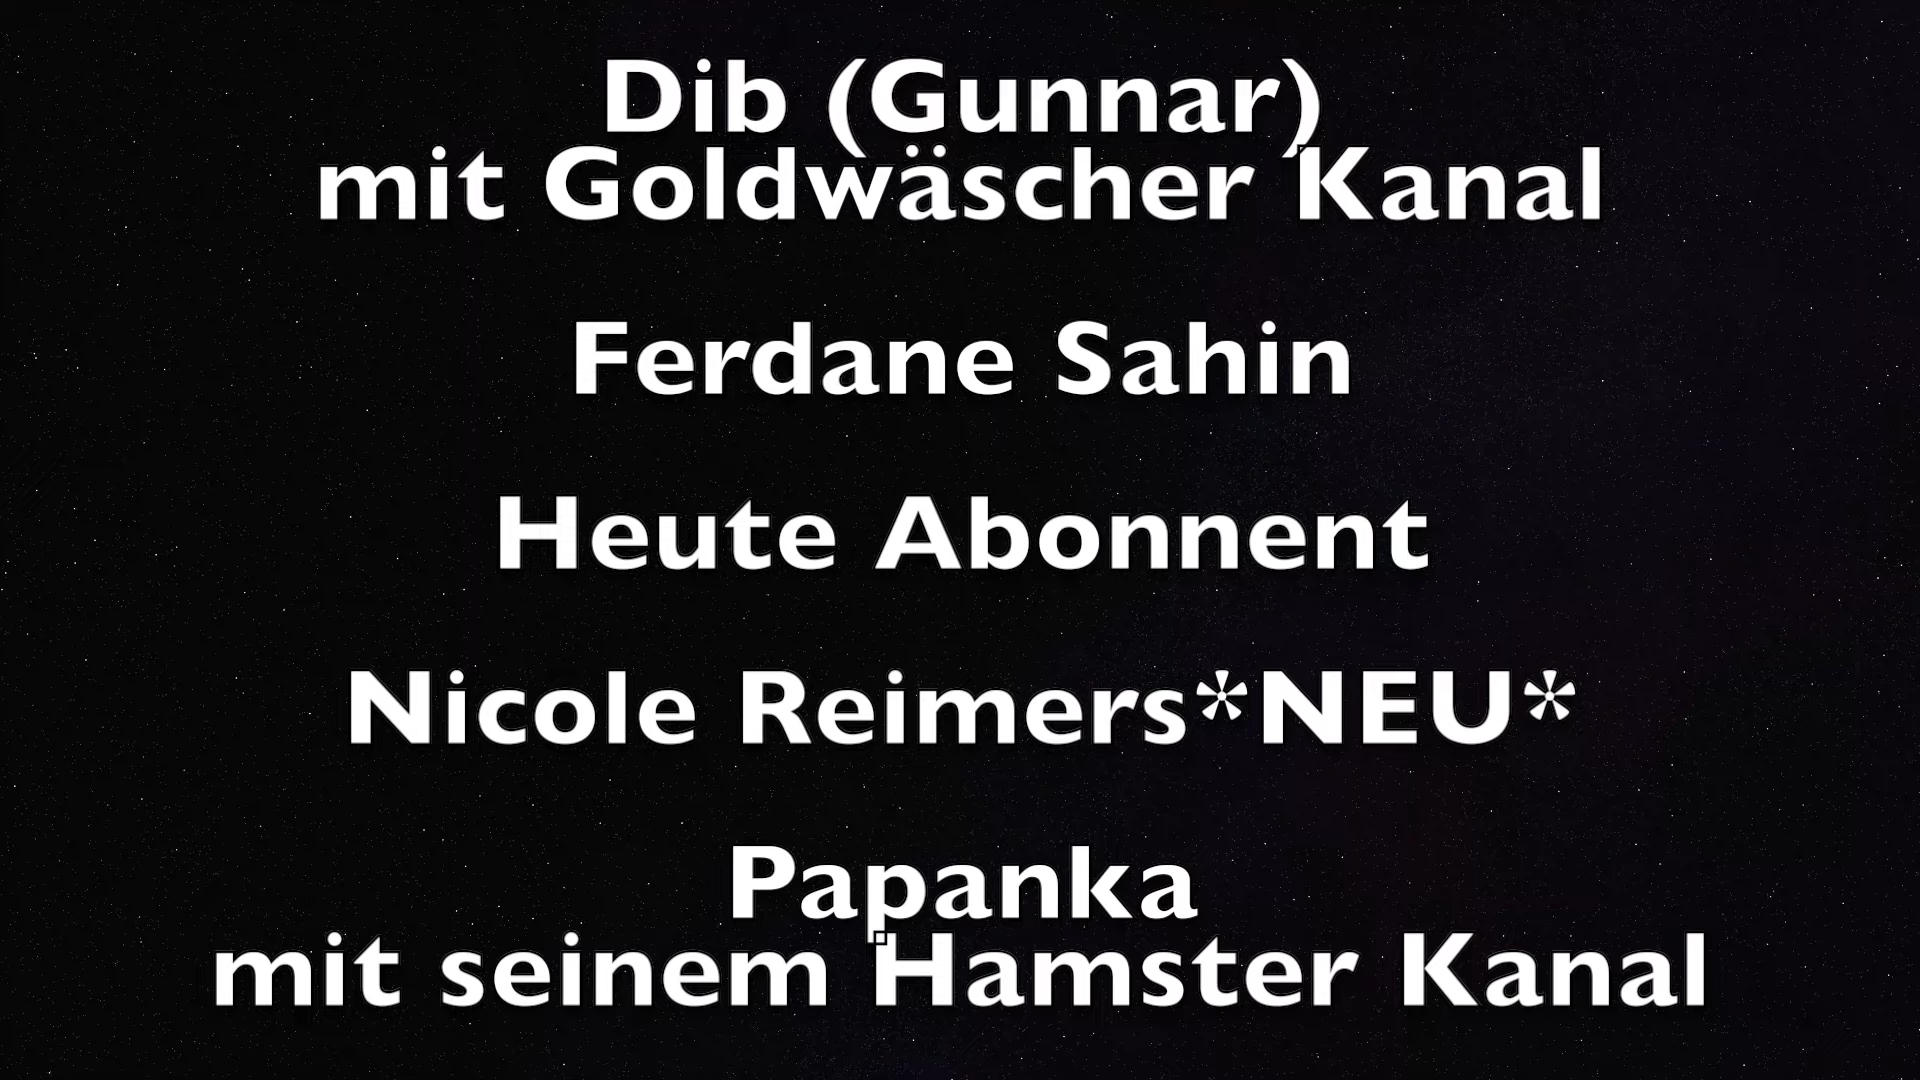 Dib (Gunnar)
mit Goldwäscher Kanal
Ferdane Sahin
Heute Abonnent
Nicole Reimers*NEU*
Papanka
mit seinem Hamster Kanal